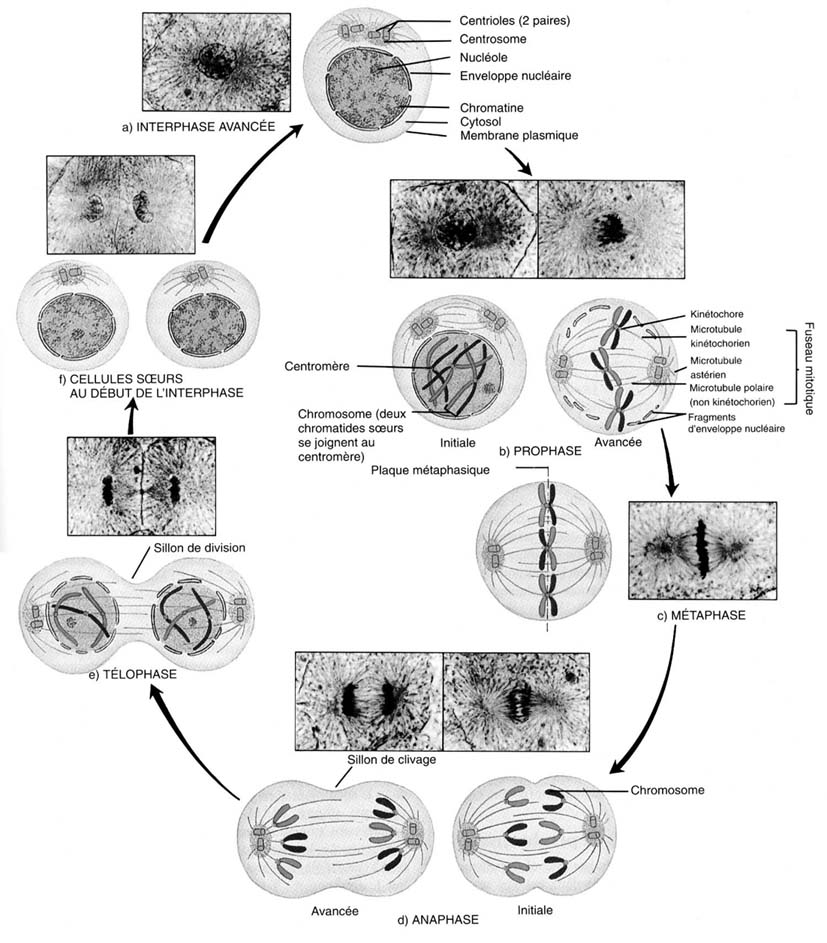 Centrioles (2 paires)
Centrosome
Nucléole
Enveloppe nucléaire
Chromatine
Cytosol
Membrane plasmique
a) INTERPHASE AVANCÉE
Kinétochore
Microtubule
kinétochorien
Microtubule
astérien
Microtubule polaire
(non kinétochorien)
Fragments
d'enveloppe nucléaire
Fuseau mitotique
Centromère
Chromosome (deux
chromatides sœurs
se joignent au
centromère)
Initiale
Avancée
b) PROPHASE
Plaque métaphasique
c) MÉTAPHASE
Chromosome
Sillon de clivage
Avancée
Initiale
d) ANAPHASE
Sillon de division
e) TÉLOPHASE
f) CELLULES SŒURS
AU DÉBUT DE L'INTERPHASE